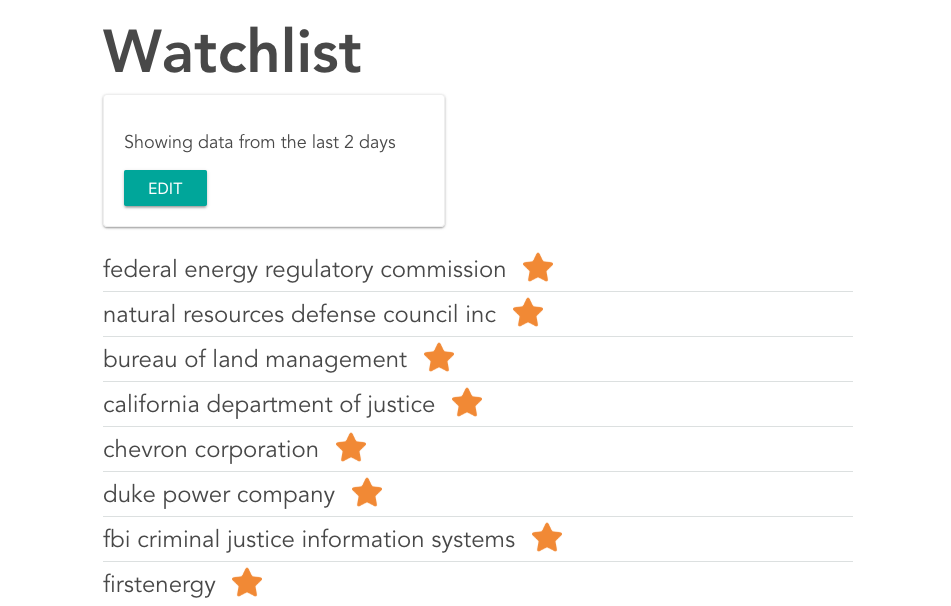 Watchlist
Showing data from the last 2 days
EDIT
federal energy regulatory commission
natural resources defense council inc
bureau of land management
california department of justice
chevron corporation
duke power company
fbi criminal justice information systems
firstenergy